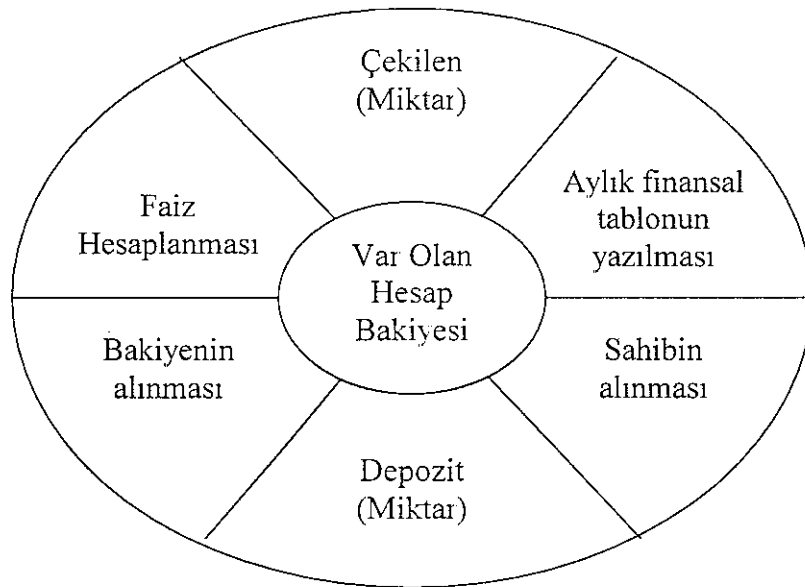 Çekilen
(Miktar)
Aylık finansal
tablonun
yazılması
Faiz
Hesaplanması
Var Olan
Hesap
Bakiyesi
Bakiyenin
alınması
Sahibin
alınması
Depozit
(Miktar)